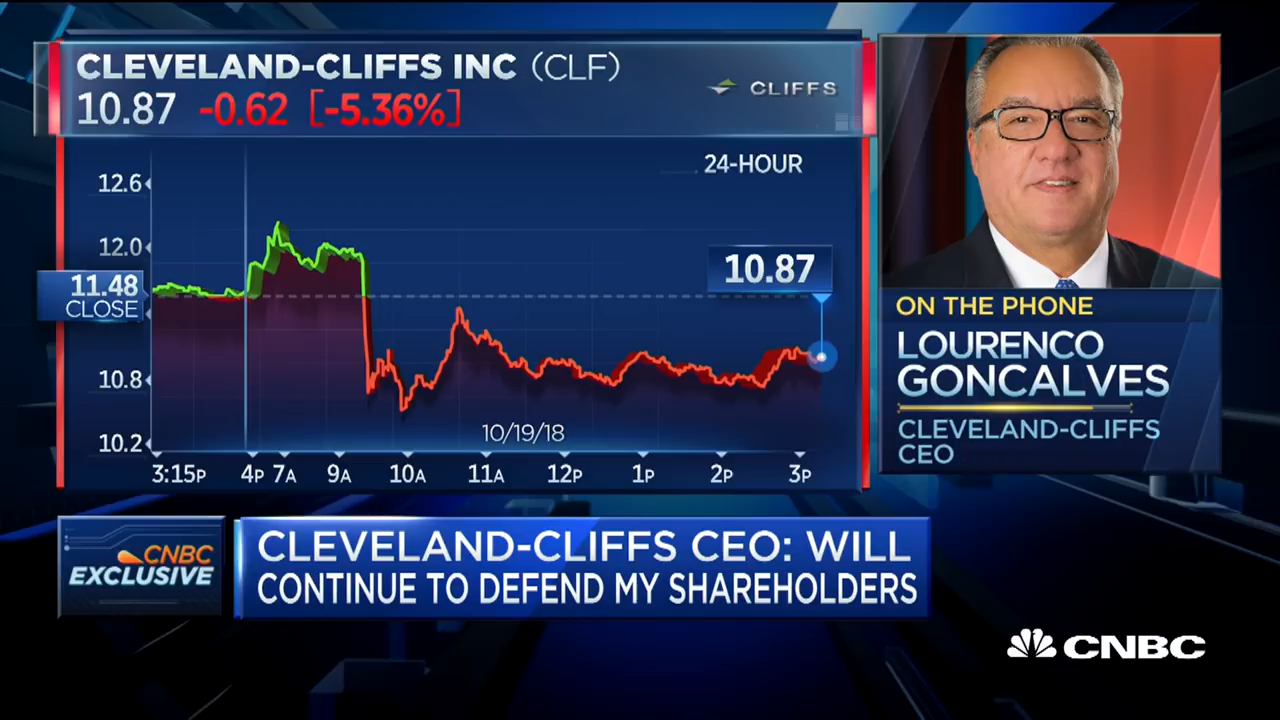 CLEVELAND-CLIFFS INC (CLF)
10.87 -0.62 [-5.36%]
CLIFFS
24-HOUR
12.6
12.0
11.48
CLOSE
10.8
10.2
10.87
10/19/18
3:15P 4P 7A 9A 10A 11A 12P 1P 2P 3P
ON THE PHONE
LOURENCO
GONCALVES
CLEVELAND-CLIFFS
CEO
CNBC
EXCLUSIVE
CLEVELAND-CLIFFS CEO: WILL
CONTINUE TO DEFEND MY SHAREHOLDERS
CNBC